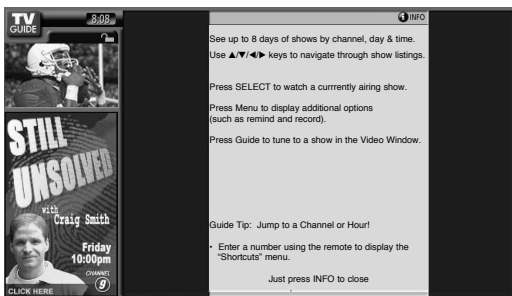 TV
GUIDE
8:08
INFO
See up to 8 days of shows by channel, day & time.
Use ▲/▼/◀/▶ keys to navigate through show listings.
Press SELECT to watch a currrently airing show.
Press Menu to display additional options
(such as remind and record).
Press Guide to tune to a show in the Video Window.
Guide Tip: Jump to a Channel or Hour!
• Enter a number using the remote to display the
"Shortcuts" menu.
Just press INFO to close
STILL
UNSOLVED
with
Craig Smith
Friday
10:00pm
CHANNEL
9
CLICK HERE